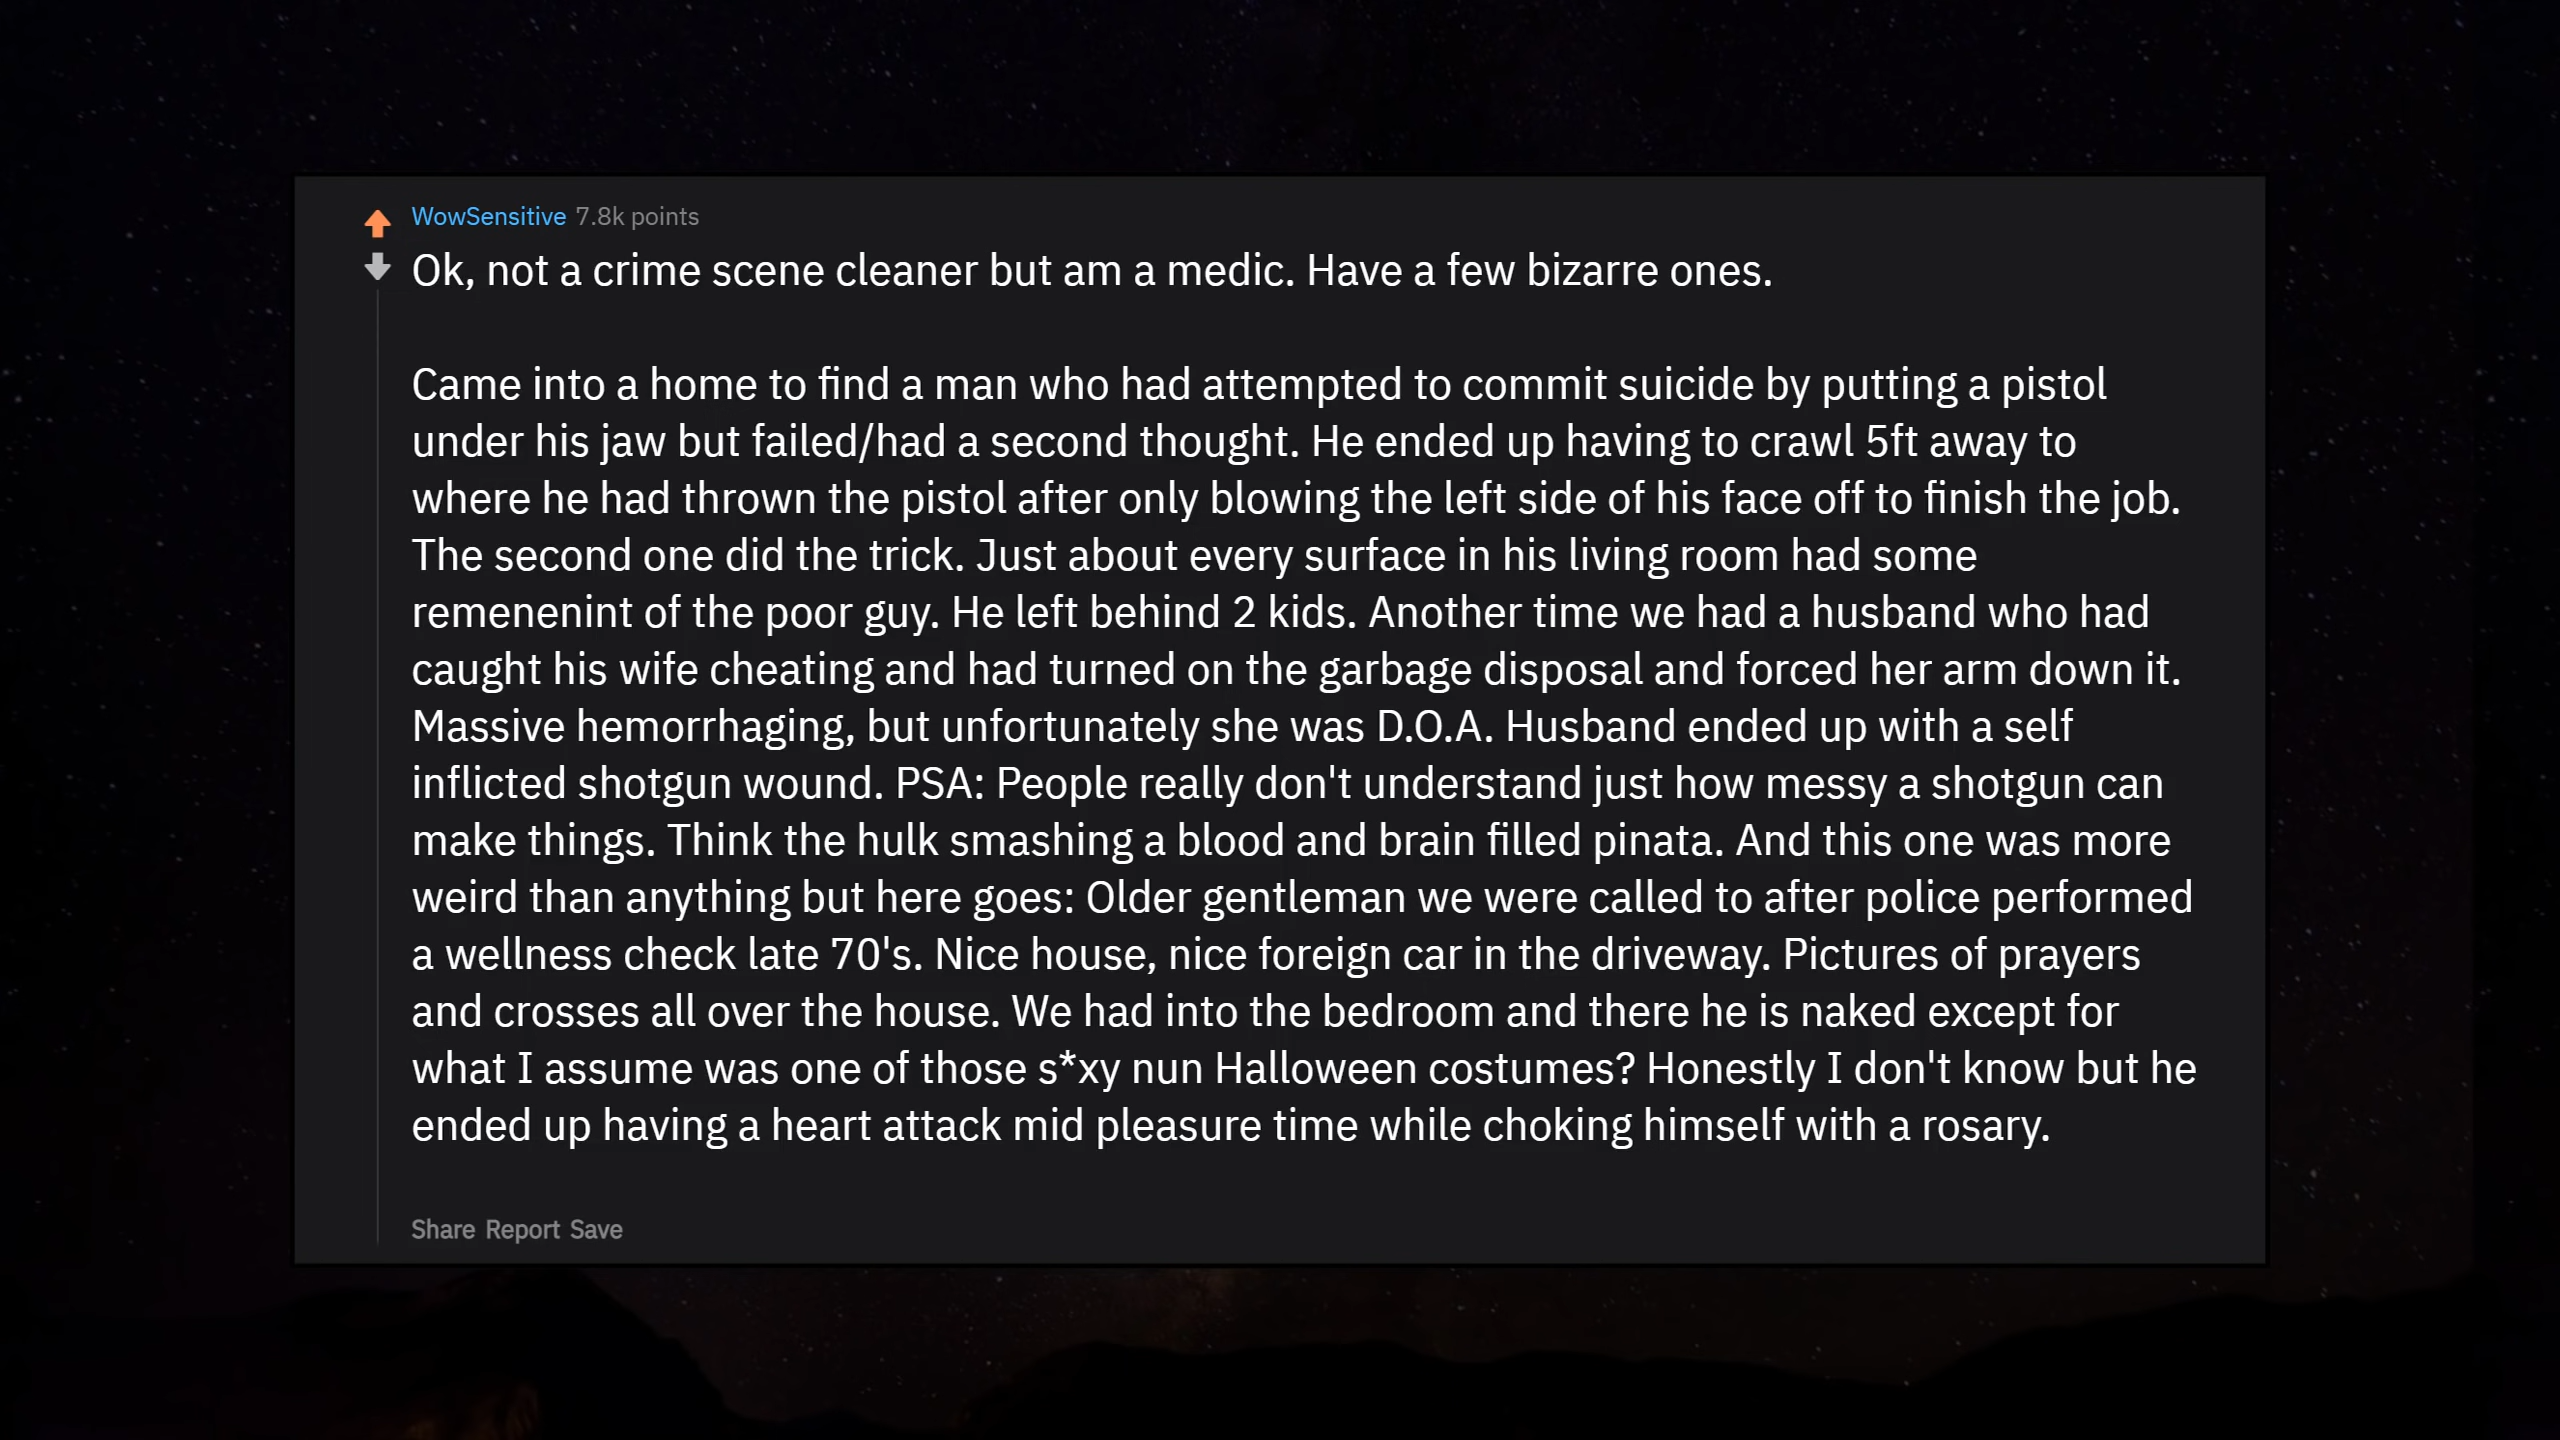 WowSensitive 7.8k points
Ok, not a crime scene cleaner but am a medic. Have a few bizarre ones.
Came into a home to find a man who had attempted to commit suicide by putting a pistol
under his jaw but failed/had a second thought. He ended up having to crawl 5ft away to
where he had thrown the pistol after only blowing the left side of his face off to finish the job.
The second one did the trick. Just about every surface in his living room had some
remenenint of the poor guy. He left behind 2 kids. Another time we had a husband who had
caught his wife cheating and had turned on the garbage disposal and forced her arm down it.
Massive hemorrhaging, but unfortunately she was D.O.A. Husband ended up with a self
inflicted shotgun wound. PSA: People really don't understand just how messy a shotgun can
make things. Think the hulk smashing a blood and brain filled pinata. And this one was more
weird than anything but here goes: Older gentleman we were called to after police performed
a wellness check late 70's. Nice house, nice foreign car in the driveway. Pictures of prayers
and crosses all over the house. We had into the bedroom and there he is naked except for
what I assume was one of those s*xy nun Halloween costumes? Honestly I don't know but he
ended up having a heart attack mid pleasure time while choking himself with a rosary.
Share Report Save